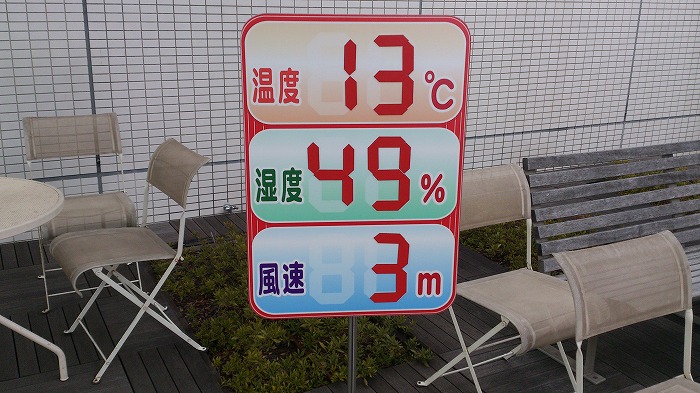 温度 13℃
湿度 49%
風速 3m